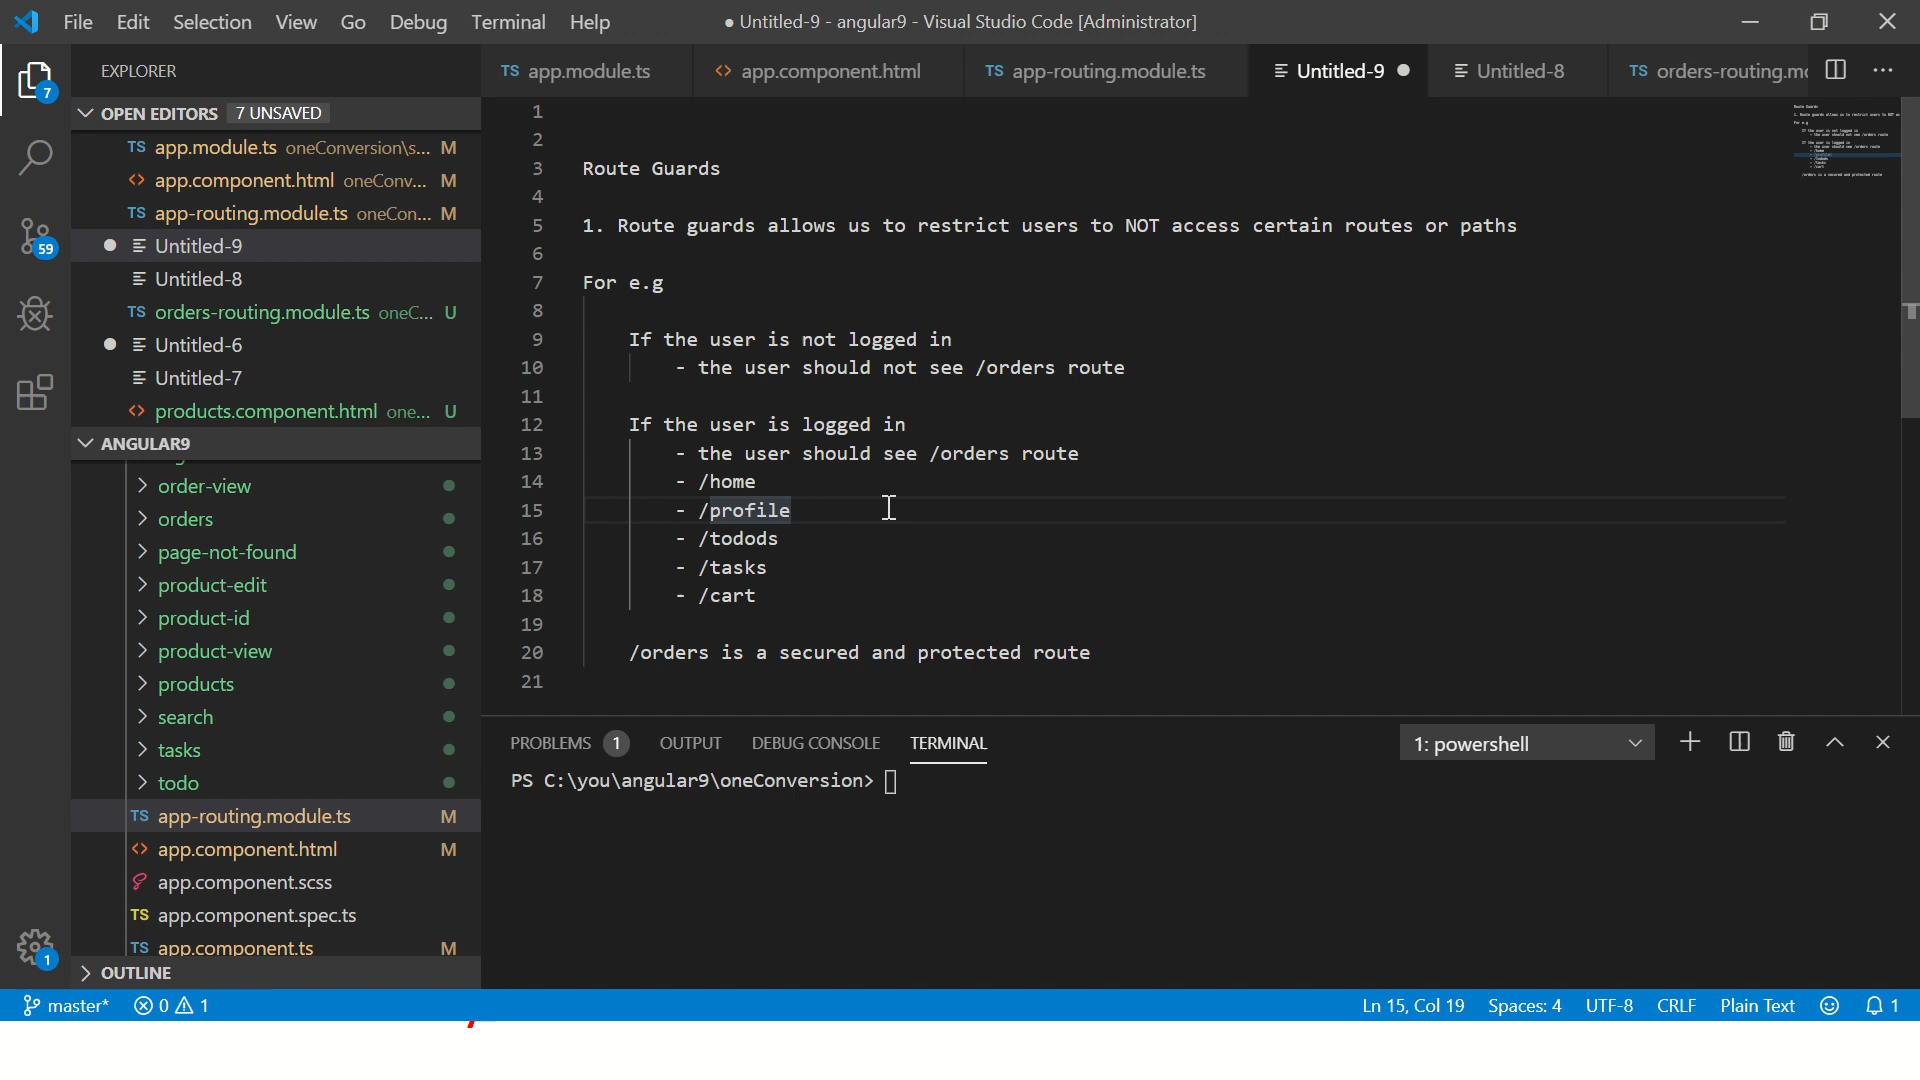 File Edit Selection View Go Debug Terminal Help
● Untitled-9 - angular9 - Visual Studio Code [Administrator]
EXPLORER
TS app.module.ts
<> app.component.html
TS app-routing.module.ts
Untitled-9
Untitled-8
TS orders-routing.mo
7
OPEN EDITORS 7 UNSAVED
TS app.module.ts oneConversion\s... M
<> app.component.html oneConv... M
TS app-routing.module.ts oneCon... M
Untitled-9
Untitled-8
TS orders-routing.module.ts oneC... U
Untitled-6
Untitled-7
<> products.component.html one... U
59
ANGULAR9
order-view
orders
page-not-found
product-edit
product-id
product-view
products
search
tasks
todo
TS app-routing.module.ts M
<> app.component.html M
app.component.scss
TS app.component.spec.ts
TS app.component.ts M
1
OUTLINE
1
2
3 Route Guards
4
5 1. Route guards allows us to restrict users to NOT access certain routes or paths
6
7 For e.g
8
9 If the user is not logged in
10 - the user should not see /orders route
11
12 If the user is logged in
13 - the user should see /orders route
14 - /home
15 - /profile
16 - /todods
17 - /tasks
18 - /cart
19
20 /orders is a secured and protected route
21
PROBLEMS 1 OUTPUT DEBUG CONSOLE TERMINAL
1: powershell
PS C:\you\angular9\oneConversion>
master* 0 1
Ln 15, Col 19 Spaces: 4 UTF-8 CRLF Plain Text 1